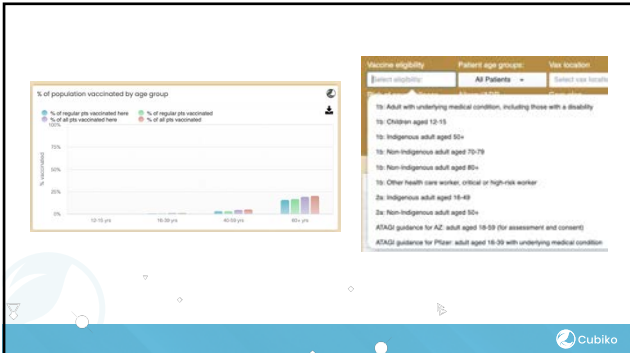 % of population vaccinated by age group
% of regular pts vaccinated here
% of regular pts vaccinated
% of all pts vaccinated here
% of all pts vaccinated
100%
75%
50%
25%
0%
% vaccinated
12-15 yrs
16-39 yrs
40-59 yrs
60+ yrs
Vaccine eligibility Patient age groups: Vax location
Select eligibility All Patients Select vax
1b: Adult with underlying medical condition, including those with a disability
1b: Children aged 12-15
1b: Indigenous adult aged 50+
1b: Non-Indigenous adult aged 70-79
1b: Non-Indigenous adult aged 80+
1b: Other health care worker, critical or high-risk worker
2a: Indigenous adult aged 16-49
2a: Non-Indigenous adult aged 50+
ATAGI guidance for AZ: adult aged 18-59 (for assessment and consent)
ATAGI guidance for Pfizer: adult aged 16-39 with underlying medical condition
Cubiko